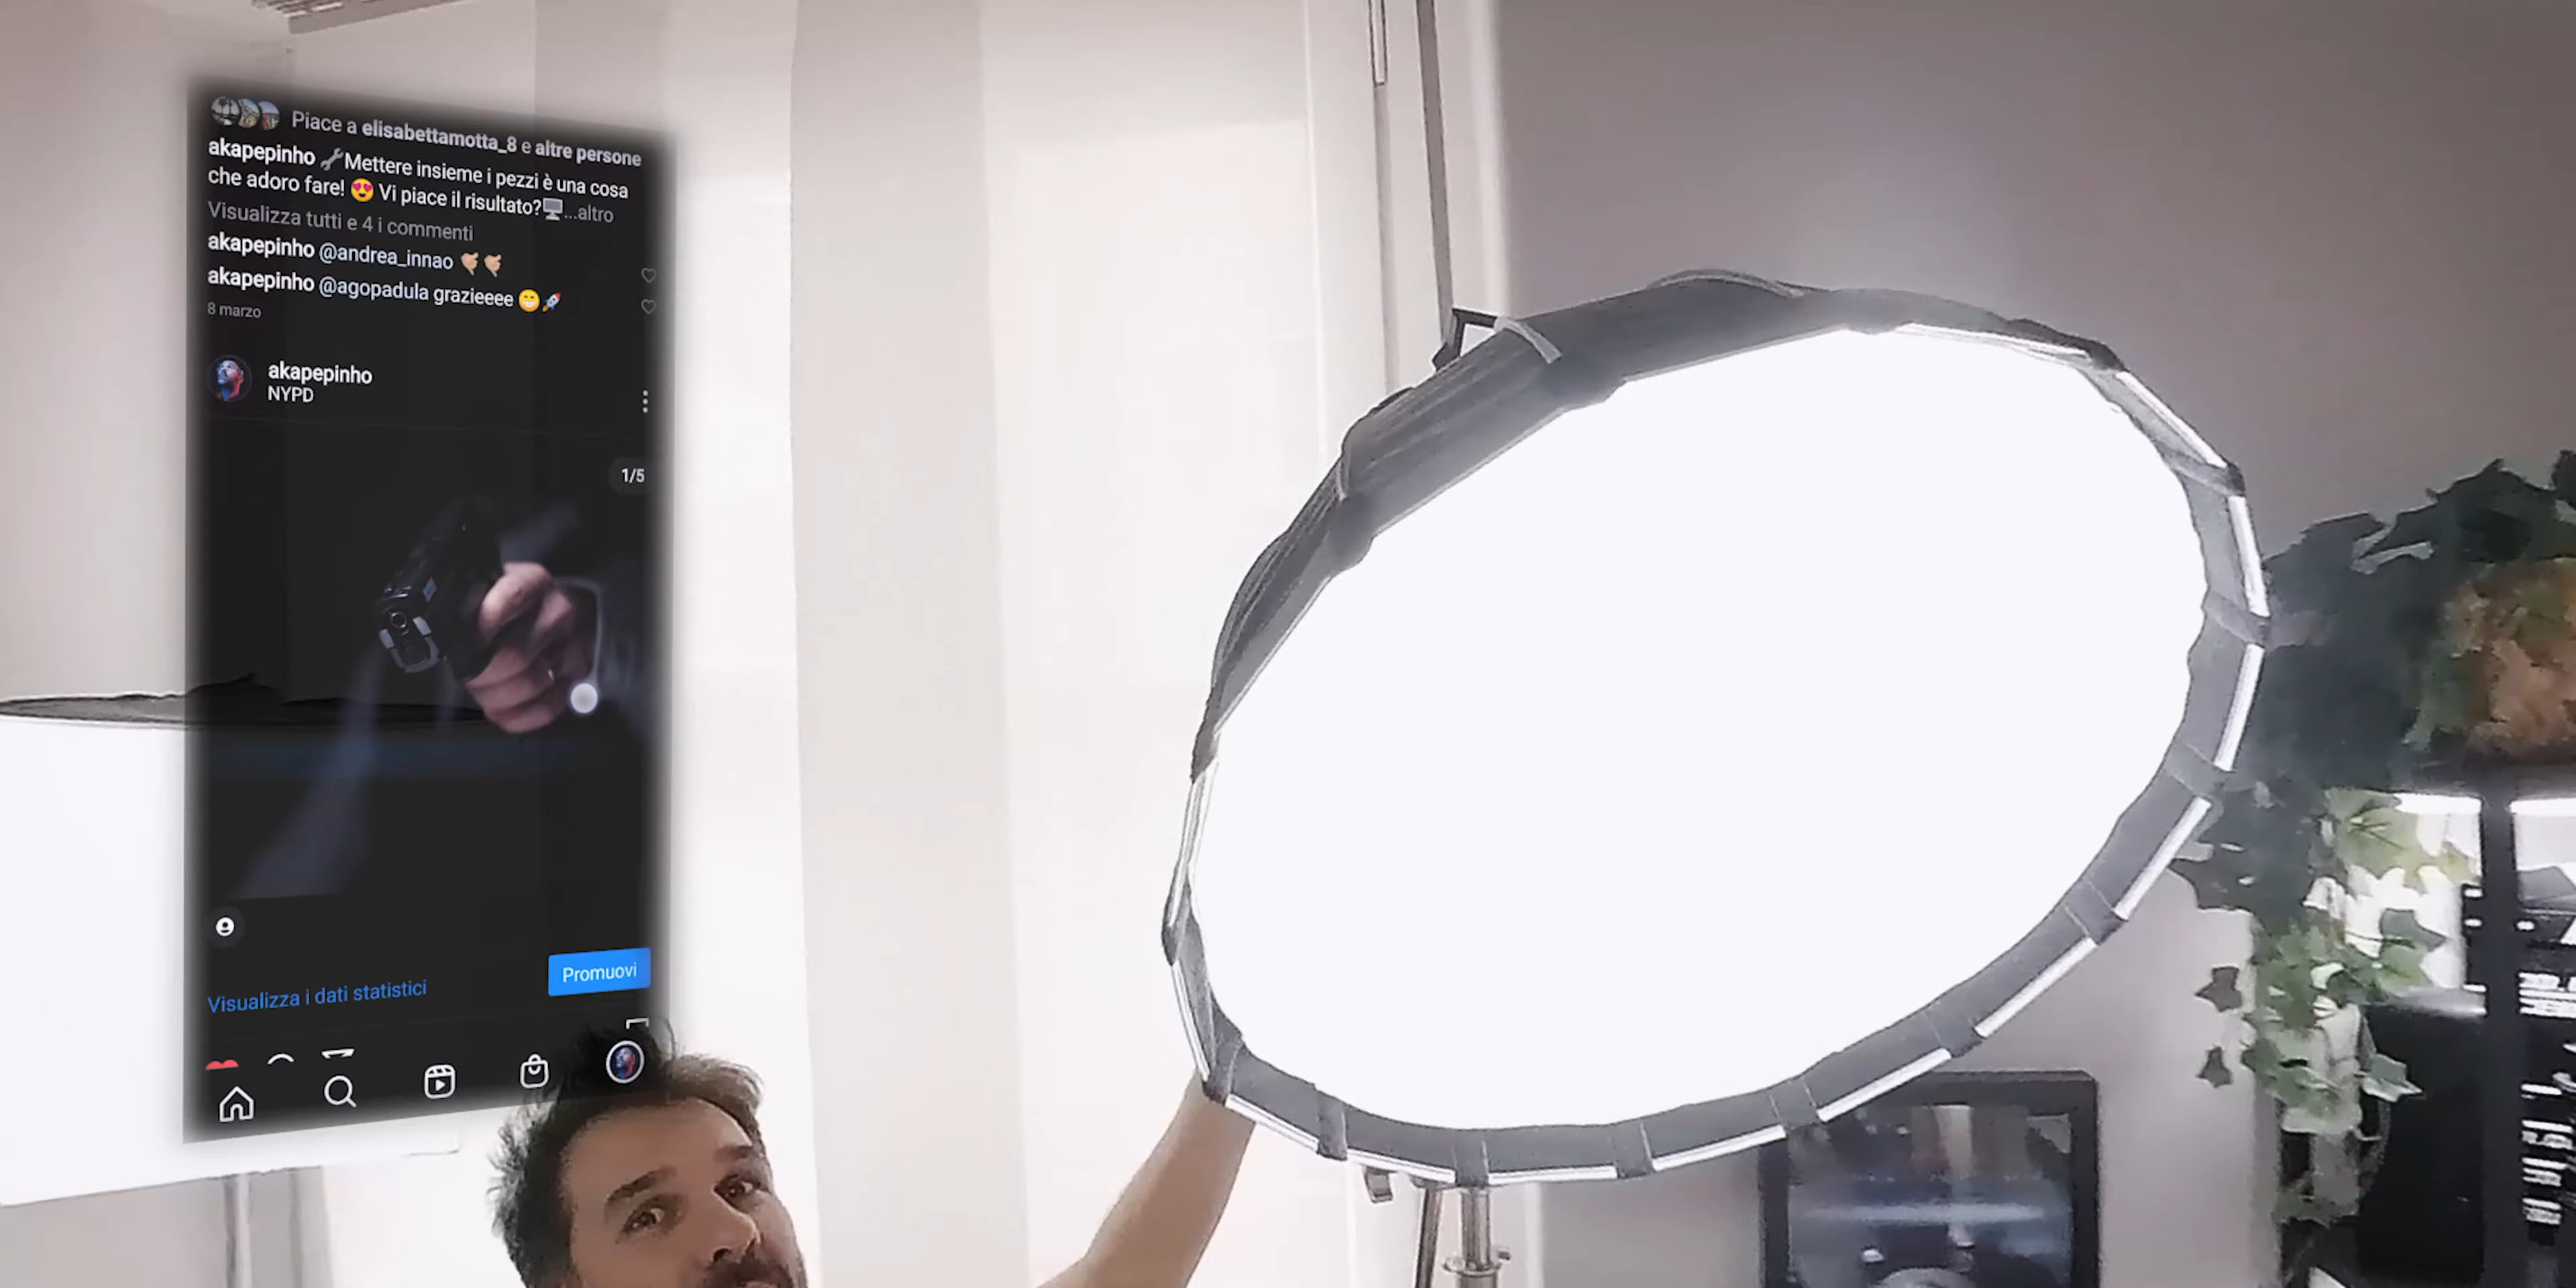 Piace a elisabettamotta_8 e altre persone
akapepinho 🔧Mettere insieme i pezzi è una cosa
che adoro fare! 😍 Vi piace il risultato?🖥️...altro
Visualizza tutti e 4 i commenti
akapepinho @andrea_innao 🤙🏼🤙🏼
akapepinho @agopadula grazieeee 😁🚀
8 marzo
akapepinho
NYPD
1/5
Promuovi
Visualizza i dati statistici